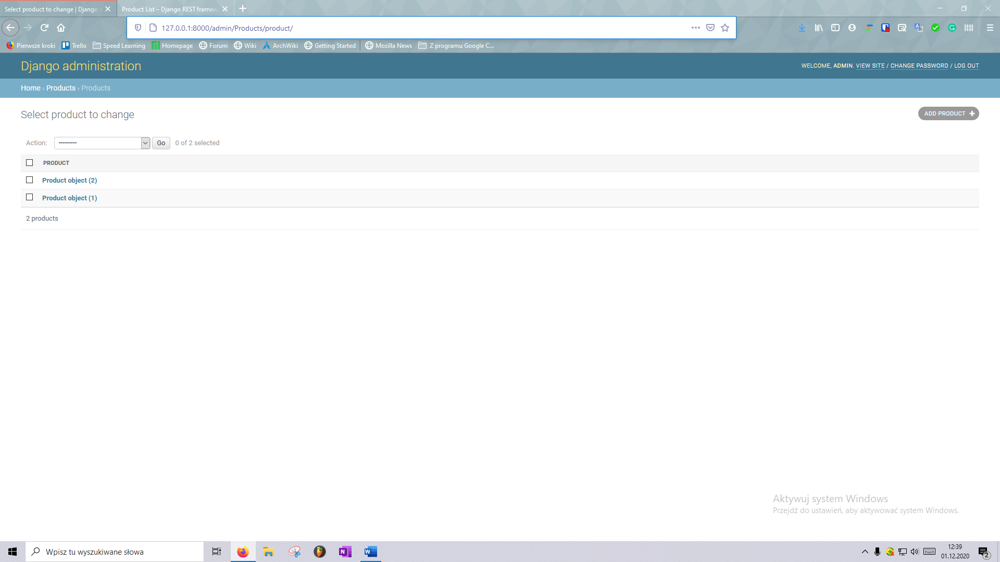 Select product to change | Django
Product List – Django REST framew
127.0.0.1:8000/admin/Products/product/
Pierwsze kroki Trello Speed Learning Homepage Forum Wiki ArchWiki Getting Started Mozilla News Z programu Google C...
Django administration
WELCOME, ADMIN. VIEW SITE / CHANGE PASSWORD / LOG OUT
Home › Products › Products
Select product to change
ADD PRODUCT +
Action: --------- Go 0 of 2 selected
PRODUCT
Product object (2)
Product object (1)
2 products
Aktywuj system Windows
Przejdź do ustawień, aby aktywować system Windows.
Wpisz tu wyszukiwane słowa
12:39
01.12.2020
2